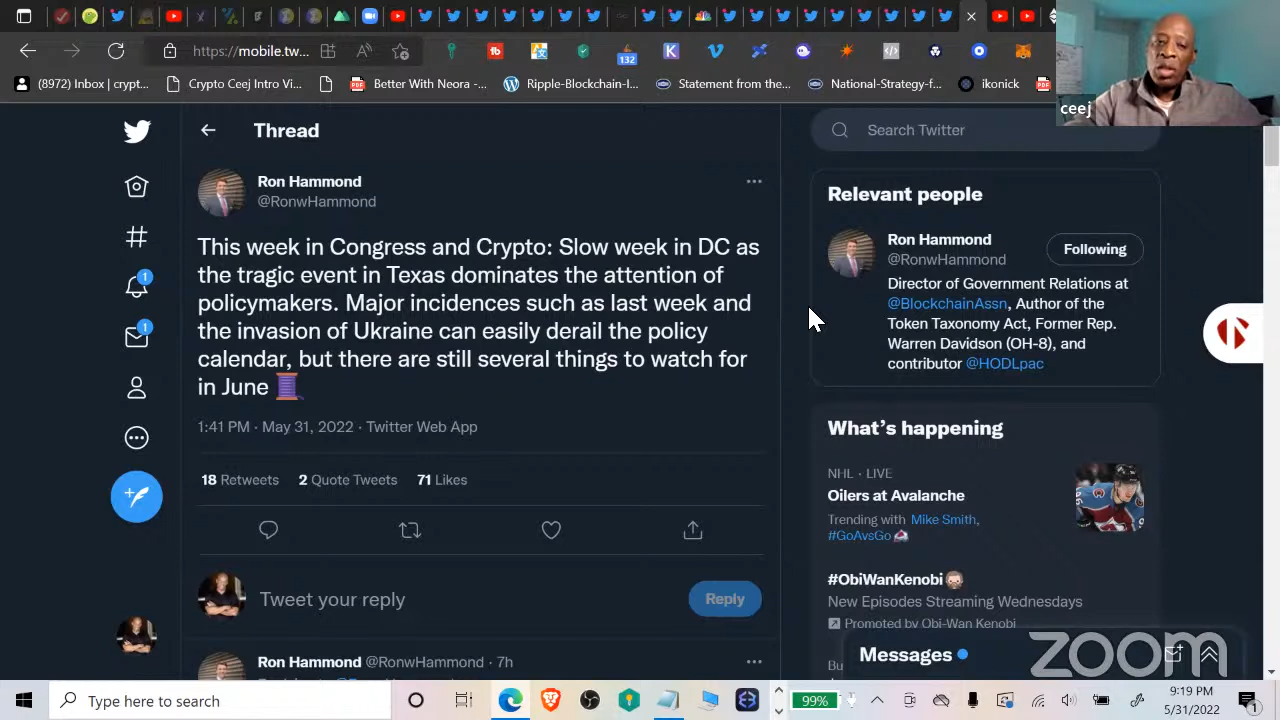 https://mobile.tw...
132
(8972) Inbox | crypt...
Crypto Ceej Intro Vi...
PDF
Better With Neora-...
Ripple-Blockchain-I...
Statement from the...
National-Strategy-f...
ikonick
PDF
ceej
Thread
Search Twitter
Ron Hammond
@RonwHammond
This week in Congress and Crypto: Slow week in DC as
the tragic event in Texas dominates the attention of
policymakers. Major incidences such as last week and
the invasion of Ukraine can easily derail the policy
calendar, but there are still several things to watch for
in June
1:41 PM · May 31, 2022 · Twitter Web App
18 Retweets 2 Quote Tweets 71 Likes
Tweet your reply
Reply
Ron Hammond @RonwHammond · 7h
1
1
Relevant people
Ron Hammond
@RonwHammond
Following
Director of Government Relations at
@BlockchainAssn, Author of the
Token Taxonomy Act, Former Rep.
Warren Davidson (OH-8), and
contributor @HODLpac
What's happening
NHL · LIVE
Oilers at Avalanche
Trending with Mike Smith,
#GoAvsGo
#ObiWanKenobi
New Episodes Streaming Wednesdays
Promoted by Obi-Wan Kenobi
Bu
Messages
zoom
Type here to search
99%
9:19 PM
5/31/2022
1